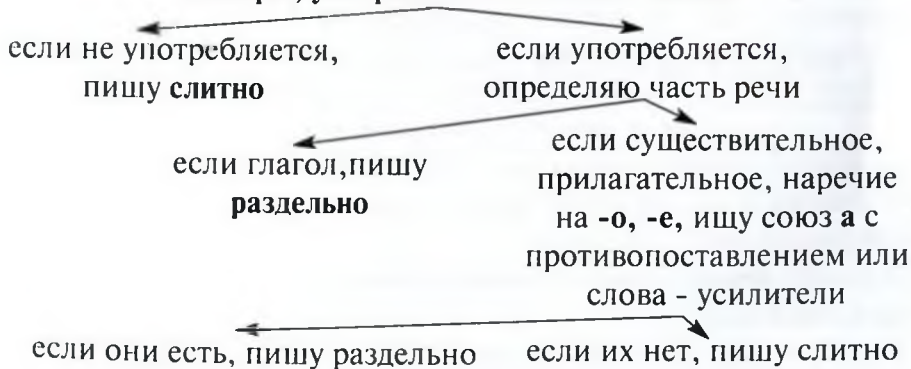 если не употребляется,
пишу слитно
если употребляется,
определяю часть речи
если глагол,пишу
раздельно
если существительное,
прилагательное, наречие
на -о, -е, ищу союз а с
противопоставлением или
слова - усилители
если они есть, пишу раздельно
если их нет, пишу слитно